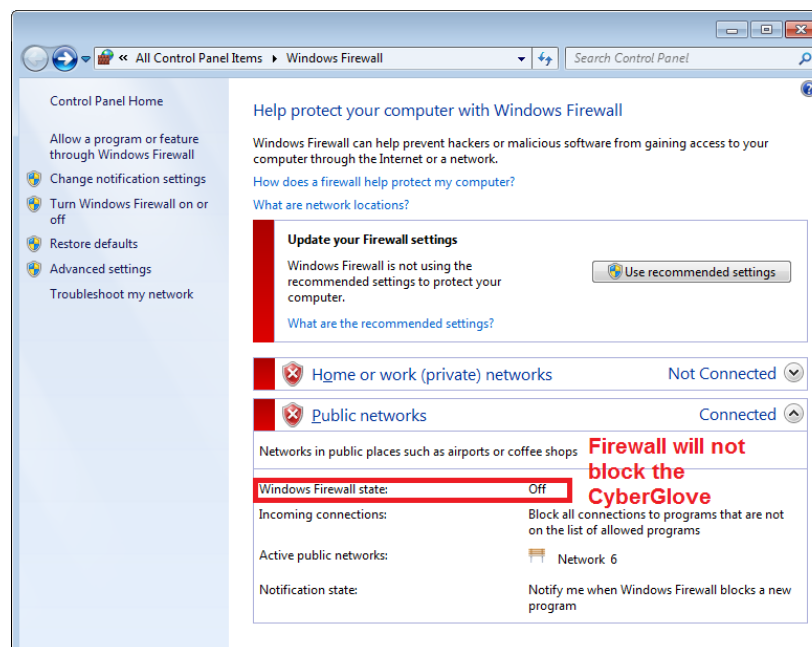 « All Control Panel Items ▸ Windows Firewall
Search Control Panel
Control Panel Home
Allow a program or feature
through Windows Firewall
Change notification settings
Turn Windows Firewall on or
off
Restore defaults
Advanced settings
Troubleshoot my network
Help protect your computer with Windows Firewall
Windows Firewall can help prevent hackers or malicious software from gaining access to your
computer through the Internet or a network.
How does a firewall help protect my computer?
What are network locations?
Update your Firewall settings
Windows Firewall is not using the
recommended settings to protect your
computer.
What are the recommended settings?
Use recommended settings
Home or work (private) networks Not Connected
Public networks Connected
Networks in public places such as airports or coffee shops
Firewall will not
block the
CyberGlove
Windows Firewall state: Off
Incoming connections: Block all connections to programs that are not
on the list of allowed programs
Active public networks: Network 6
Notification state: Notify me when Windows Firewall blocks a new
program